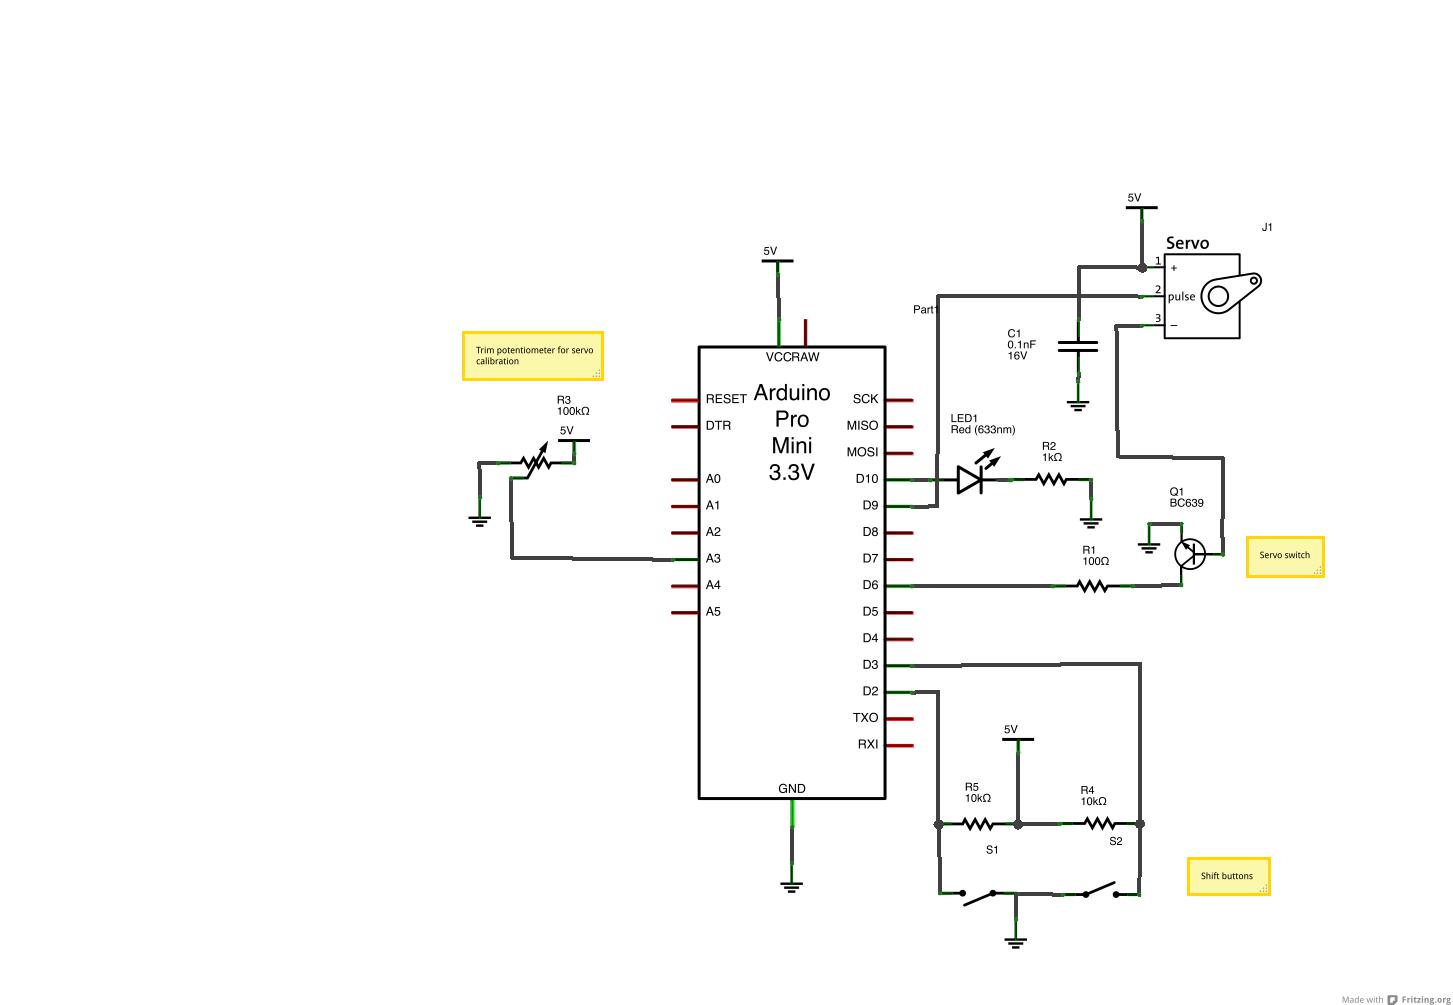 5V
J1
Servo
1
+
2
pulse
3
−
5V
Part1
C1
0.1nF
16V
VCCRAW
Trim potentiometer for servo
calibration
R3
100kΩ
5V
Arduino
Pro
Mini
3.3V
RESET
DTR
A0
A1
A2
A3
A4
A5
SCK
MISO
MOSI
D10
D9
D8
D7
D6
D5
D4
D3
D2
TXO
RXI
GND
LED1
Red (633nm)
R2
1kΩ
Q1
BC639
R1
100Ω
Servo switch
5V
R5
10kΩ
R4
10kΩ
S1
S2
Shift buttons
Made with Fritzing.org